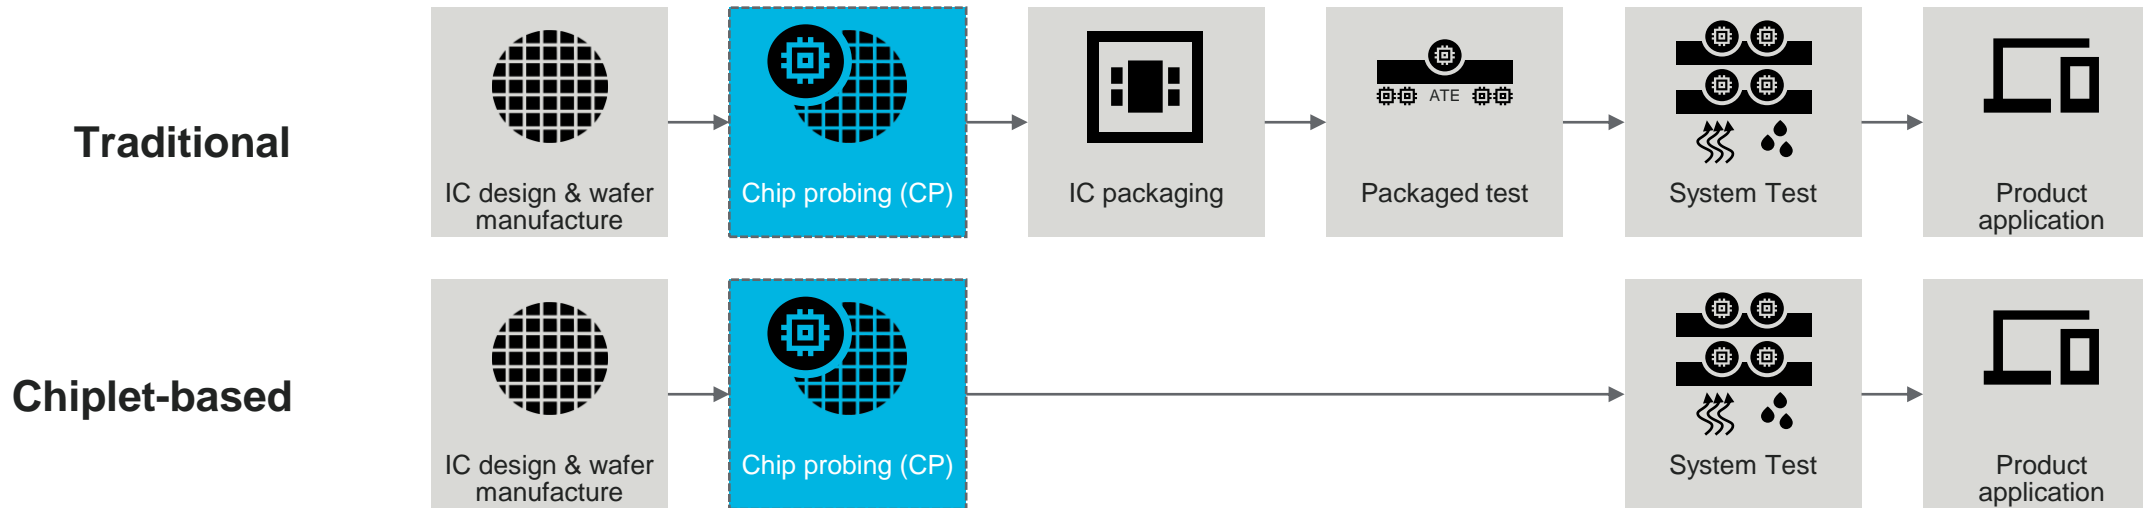 Traditional
IC design & wafer
manufacture
Chip probing (CP)
IC packaging
ATE
Packaged test
System Test
Product
application
Chiplet-based
IC design & wafer
manufacture
Chip probing (CP)
System Test
Product
application